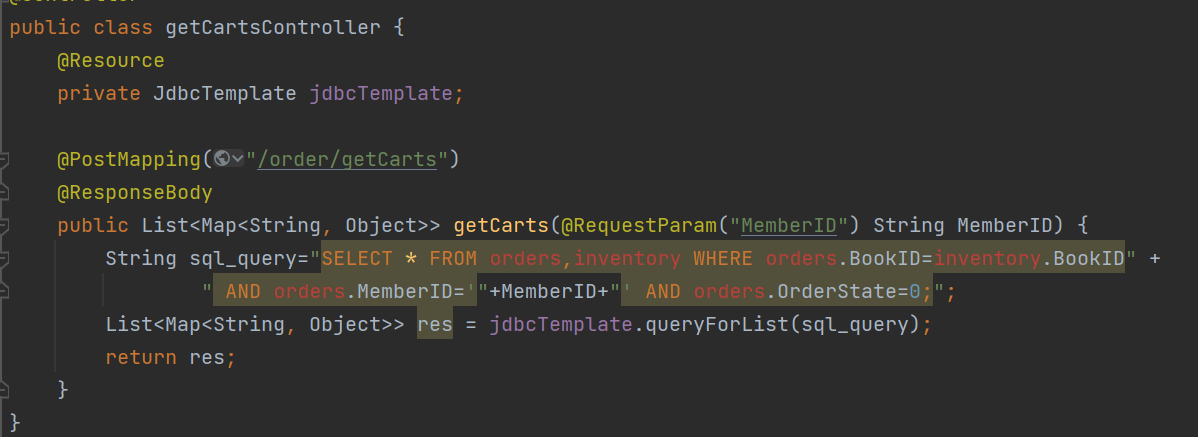 @Controller
public class getCartsController {
@Resource
private JdbcTemplate jdbcTemplate;
@PostMapping("/order/getCarts")
@ResponseBody
public List<Map<String, Object>> getCarts(@RequestParam("MemberID") String MemberID) {
String sql_query="SELECT * FROM orders,inventory WHERE orders.BookID=inventory.BookID" +
" AND orders.MemberID='"+MemberID+"' AND orders.OrderState=0;";
List<Map<String, Object>> res = jdbcTemplate.queryForList(sql_query);
return res;
}
}